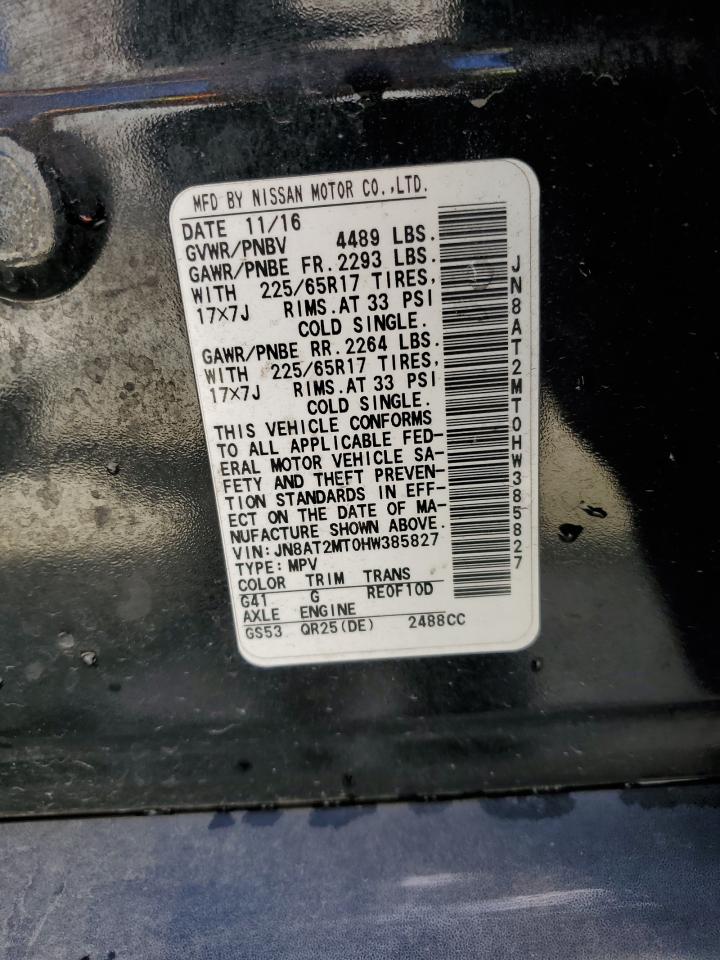 MFD BY NISSAN MOTOR CO.,LTD.
DATE 11/16
GVWR/PNBV 4489 LBS.
GAWR/PNBE FR. 2293 LBS.
WITH 225/65R17 TIRES,
17X7J RIMS. AT 33 PSI
COLD SINGLE.
GAWR/PNBE RR. 2264 LBS.
WITH 225/65R17 TIRES,
17X7J RIMS. AT 33 PSI
COLD SINGLE.
THIS VEHICLE CONFORMS
TO ALL APPLICABLE FED-
ERAL MOTOR VEHICLE SA-
FETY AND THEFT PREVEN-
TION STANDARDS IN EFF-
ECT ON THE DATE OF MA-
NUFACTURE SHOWN ABOVE.
VIN: JN8AT2MT0HW385827
TYPE: MPV
COLOR TRIM TRANS
G41 G RE0F10D
AXLE ENGINE
GS53 QR25(DE) 2488CC
JN8AT2MT0HW385827